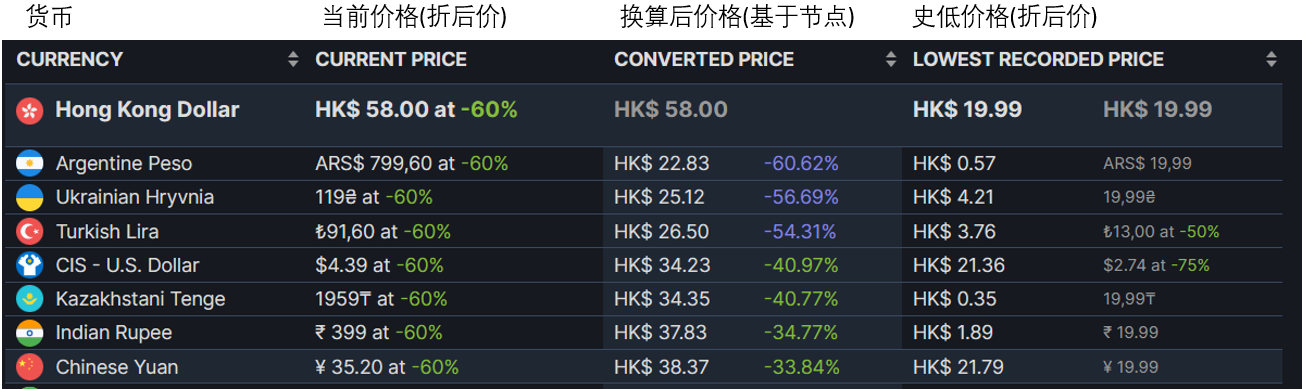 货币 当前价格(折后价) 换算后价格(基于节点) 史低价格(折后价)
CURRENCY CURRENT PRICE CONVERTED PRICE LOWEST RECORDED PRICE
Hong Kong Dollar HK$ 58.00 at -60% HK$ 58.00 HK$ 19.99 HK$ 19.99
Argentine Peso ARS$ 799,60 at -60% HK$ 22.83 -60.62% HK$ 0.57 ARS$ 19,99
Ukrainian Hryvnia 119₴ at -60% HK$ 25.12 -56.69% HK$ 4.21 19,99₴
Turkish Lira ₺91,60 at -60% HK$ 26.50 -54.31% HK$ 3.76 ₺13,00 at -50%
CIS - U.S. Dollar $4.39 at -60% HK$ 34.23 -40.97% HK$ 21.36 $2.74 at -75%
Kazakhstani Tenge 1959₸ at -60% HK$ 34.35 -40.77% HK$ 0.35 19,99₸
Indian Rupee ₹ 399 at -60% HK$ 37.83 -34.77% HK$ 1.89 ₹ 19.99
Chinese Yuan ¥ 35.20 at -60% HK$ 38.37 -33.84% HK$ 21.79 ¥ 19.99